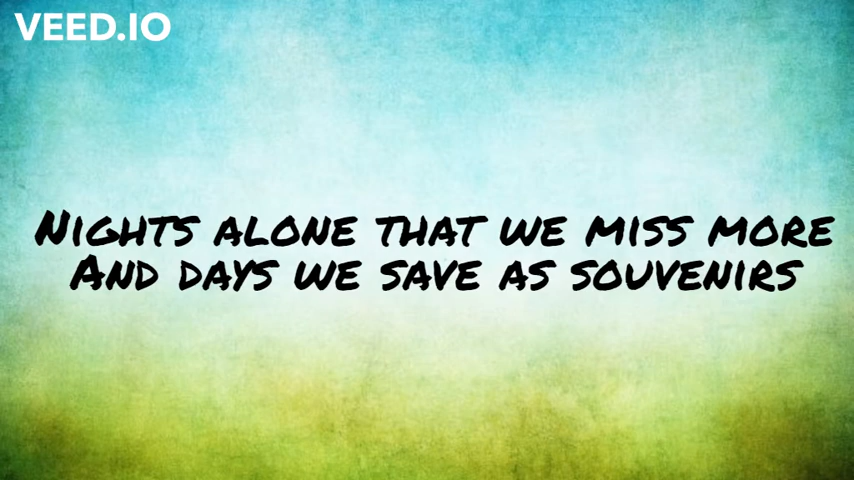 VEED.IO
Nights alone that we miss more
And days we save as souvenirs